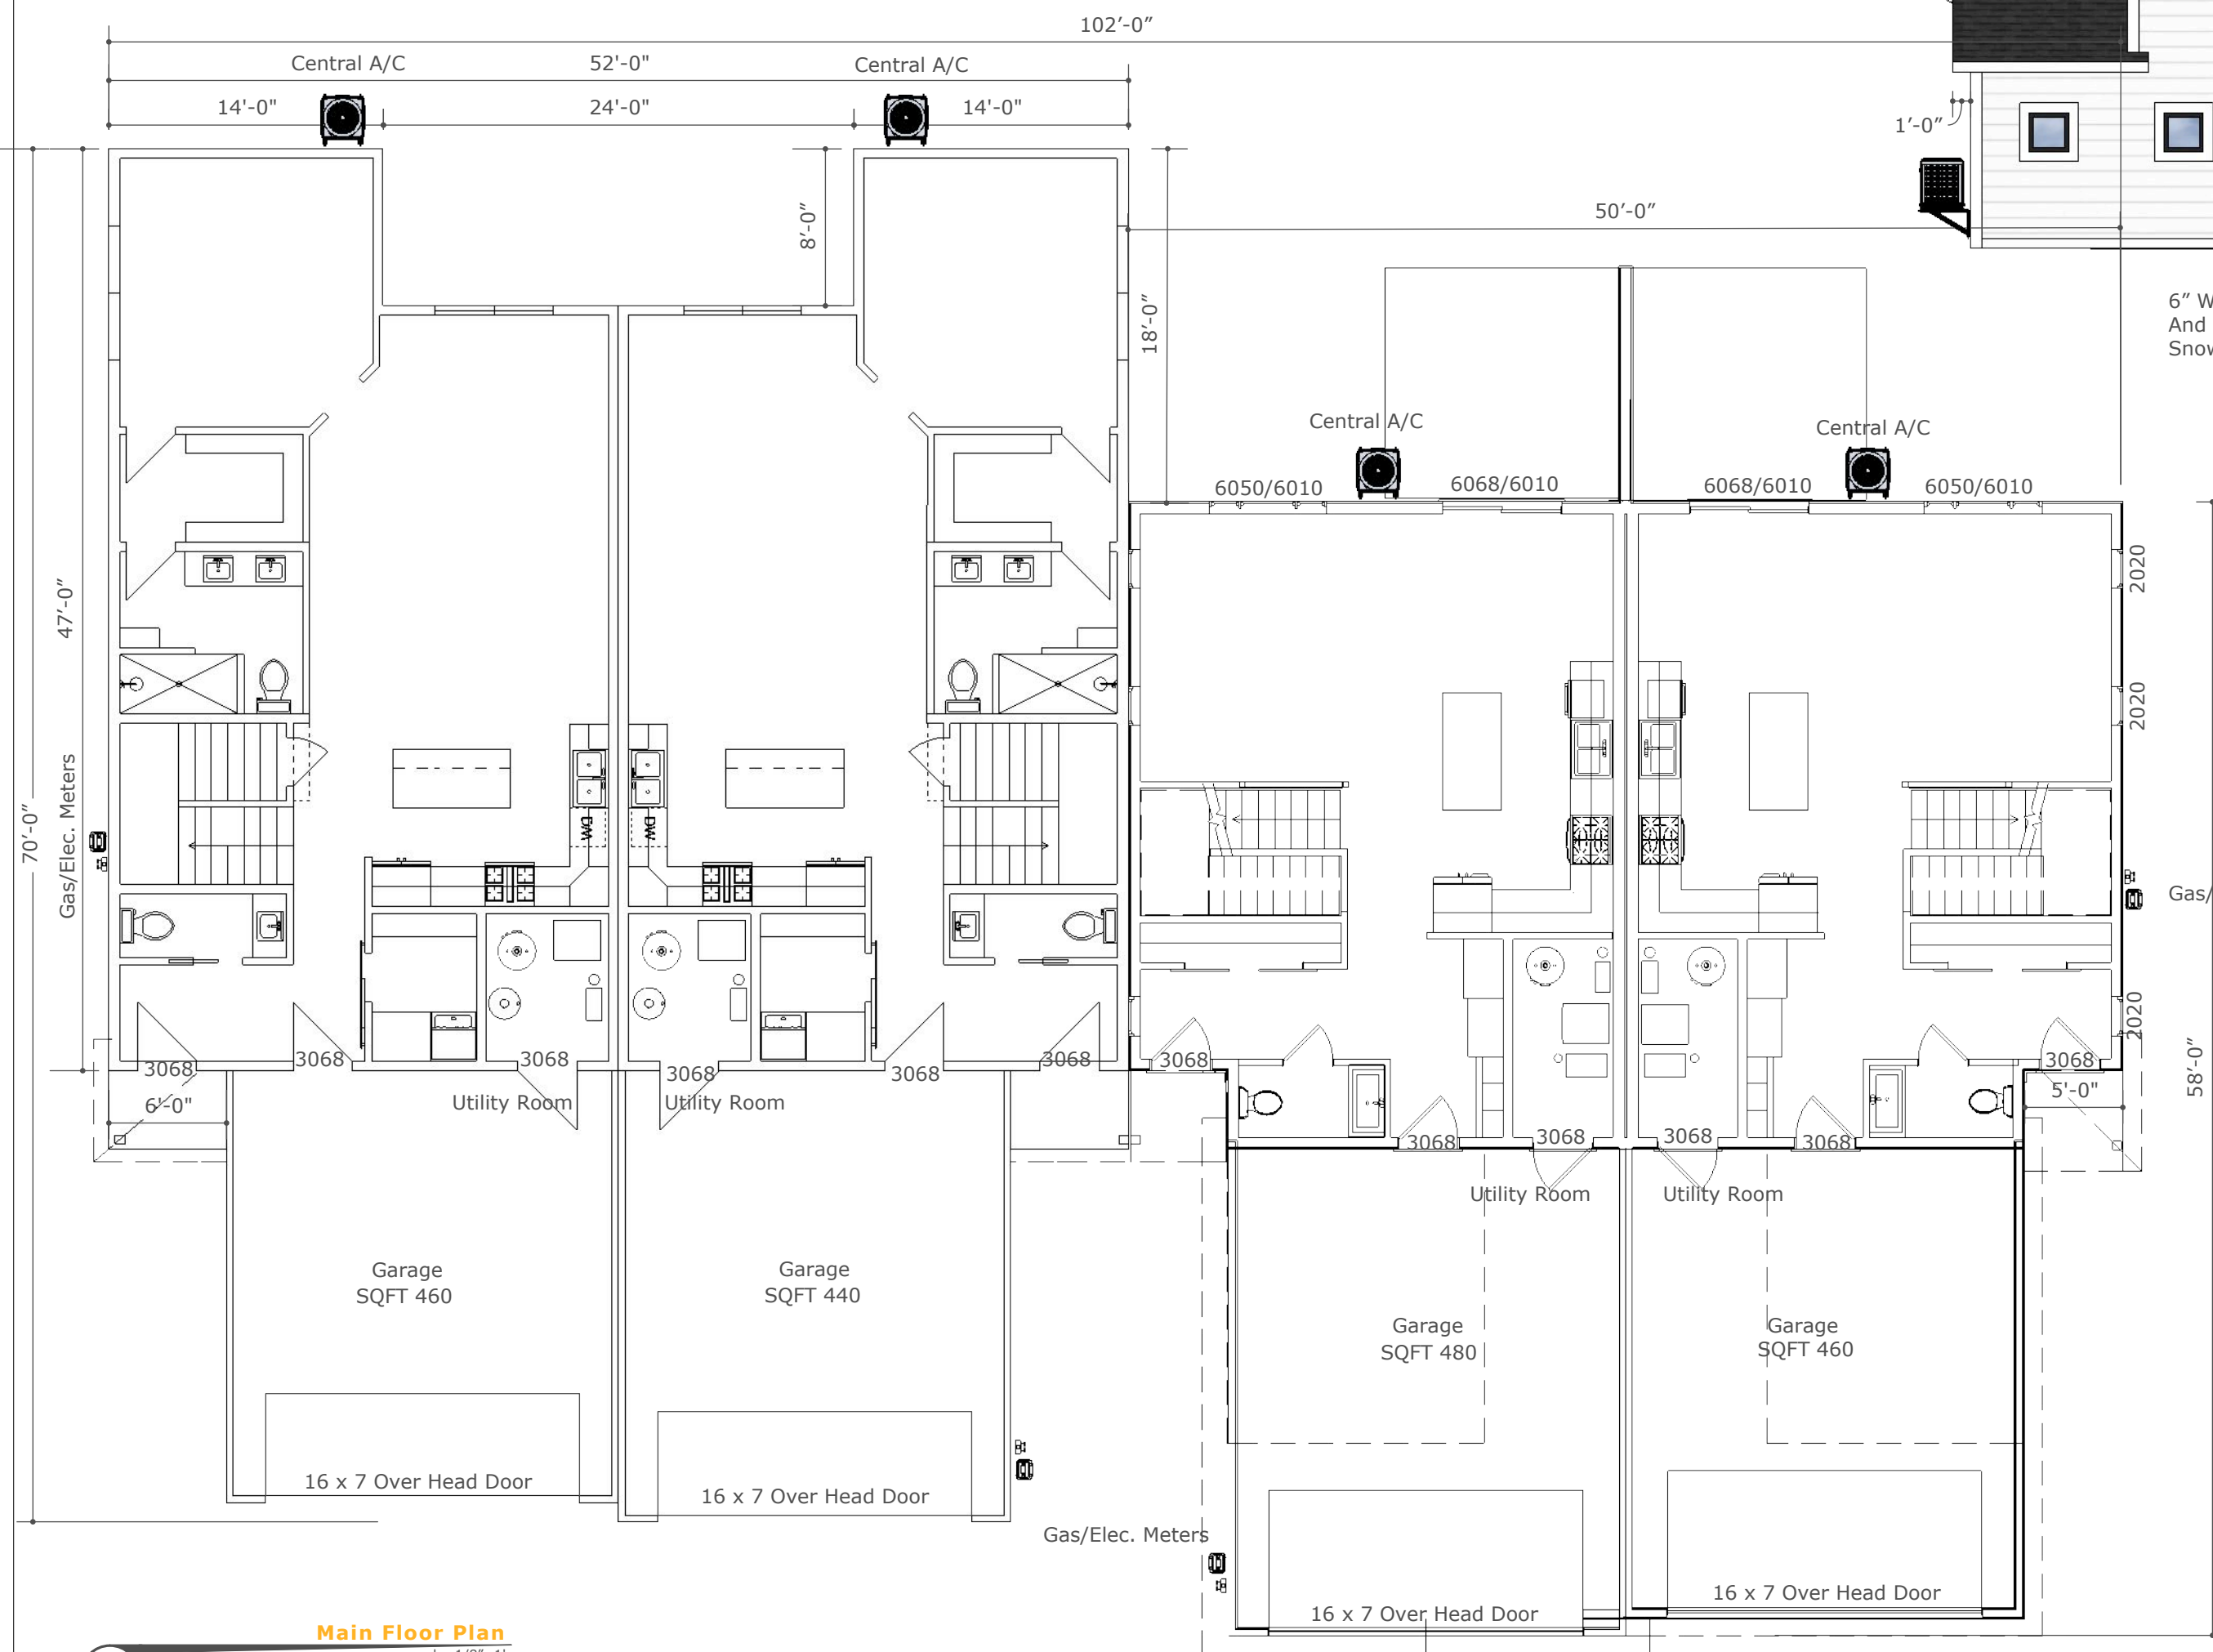 102′-0″
Central A/C
52'-0"
Central A/C
14'-0"
24'-0"
14'-0"
1′-0″
50′-0″
8′-0″
18′-0″
6″ W
And
Snow
Central A/C
Central A/C
6050/6010
6068/6010
6068/6010
6050/6010
2020
2020
2020
47′-0″
Gas/Elec. Meters
70′-0″
DW
DW
Gas/
58′-0″
3068
3068
3068
3068
3068
3068
3068
3068
6'-0"
5'-0"
Utility Room
Utility Room
3068
3068
3068
3068
Utility Room
Utility Room
Garage
SQFT 460
Garage
SQFT 440
Garage
SQFT 480
Garage
SQFT 460
16 x 7 Over Head Door
16 x 7 Over Head Door
Gas/Elec. Meters
16 x 7 Over Head Door
16 x 7 Over Head Door
Main Floor Plan